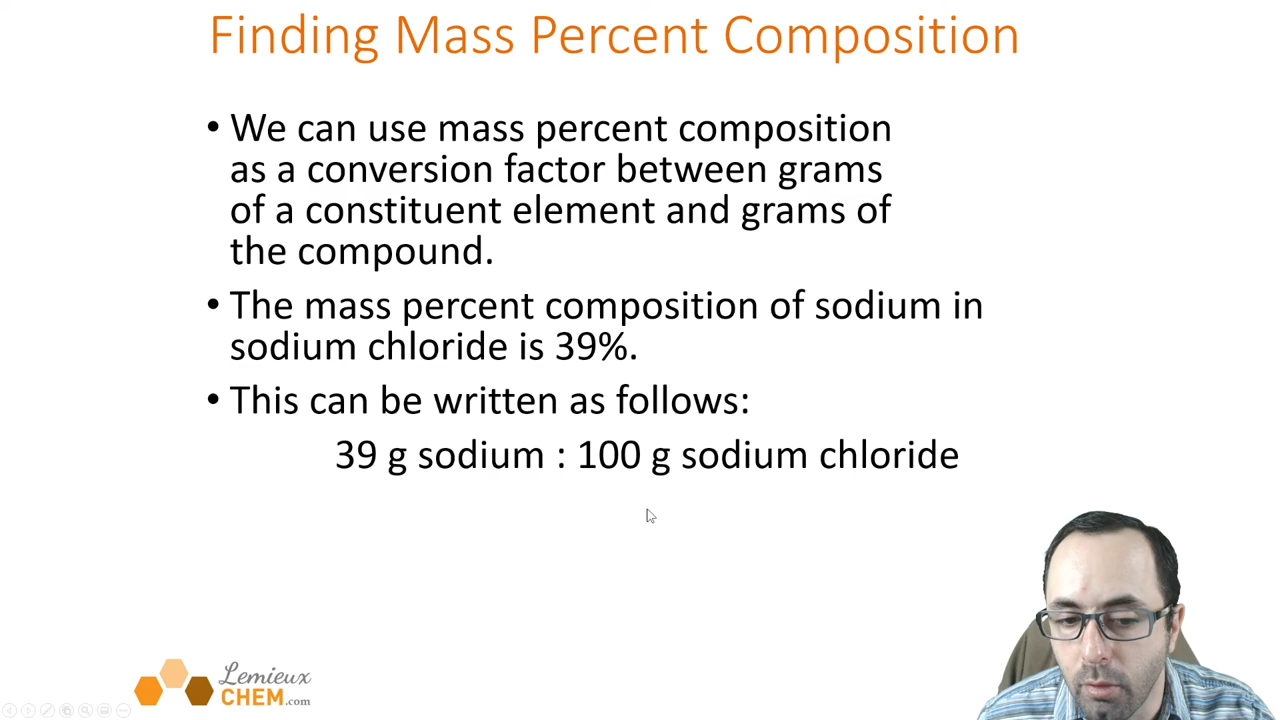 Finding Mass Percent Composition
• We can use mass percent composition
as a conversion factor between grams
of a constituent element and grams of
the compound.
• The mass percent composition of sodium in
sodium chloride is 39%.
• This can be written as follows:
39 g sodium : 100 g sodium chloride
Lemieux
CHEM.com